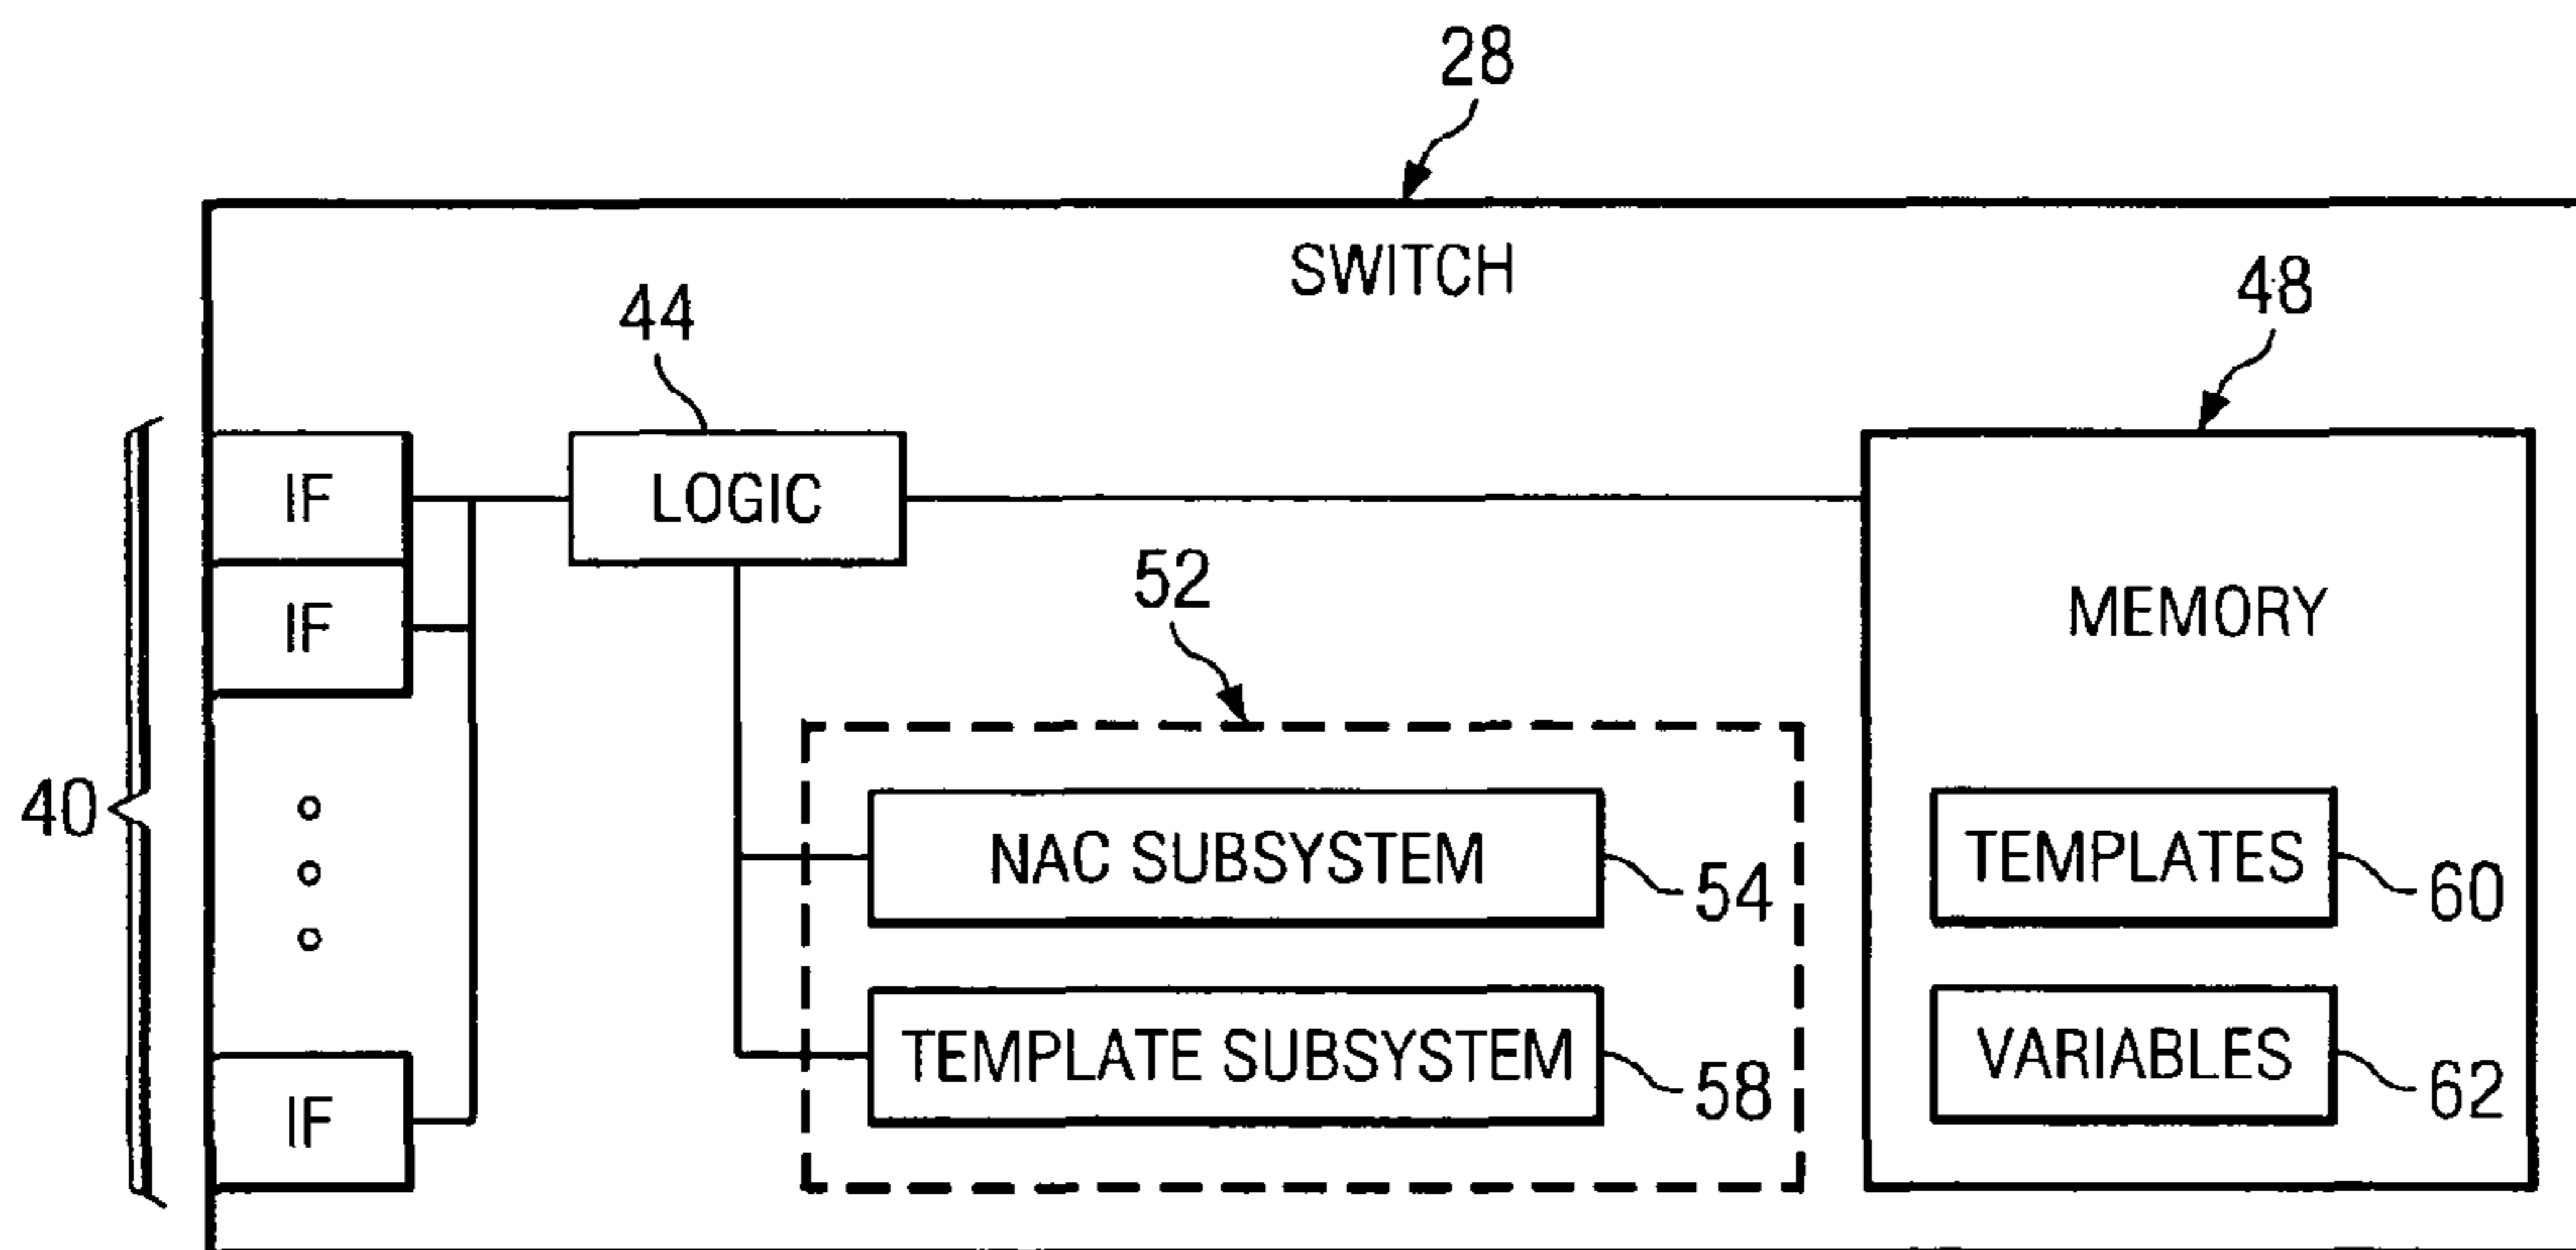 28
SWITCH
44
48
IF
LOGIC
IF
52
MEMORY
40
NAC SUBSYSTEM
54
TEMPLATES
60
TEMPLATE SUBSYSTEM
58
VARIABLES
62
IF